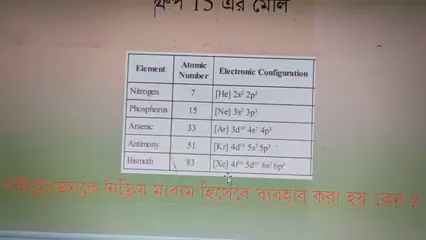 গ্রুপ 15 এর মৌল
Element Atomic Number Electronic Configuration
Nitrogen 7 [He] 2s² 2p³
Phosphorus 15 [Ne] 3s² 3p³
Arsenic 33 [Ar] 3d¹⁰ 4s² 4p³
Antimony 51 [Kr] 4d¹⁰ 5s² 5p³
Bismuth 83 [Xe] 4f¹⁴ 5d¹⁰ 6s² 6p³
নিষ্ক্রিয় মাধ্যম হিসেবে ব্যবহার করা হয় কেন ?